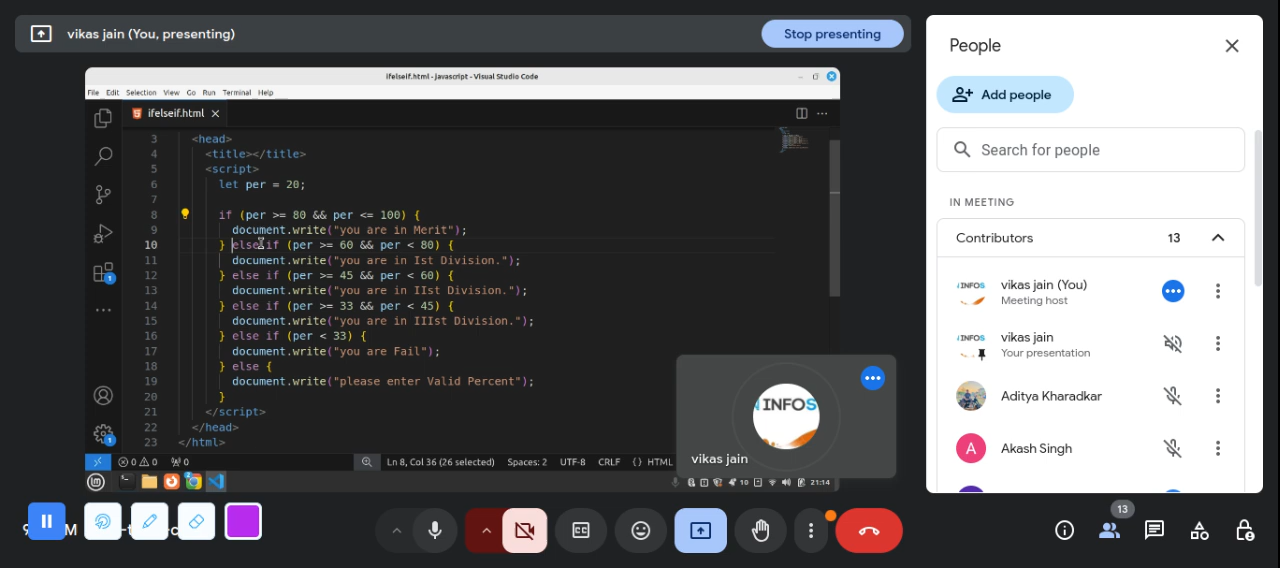 vikas jain (You, presenting)
Stop presenting
ifelseif.html - javascript - Visual Studio Code
File Edit Selection View Go Run Terminal Help
ifelseif.html
3 <head>
4 <title></title>
5 <script>
6 let per = 20;
7
8 if (per >= 80 && per <= 100) {
9 document.write("you are in Merit");
10 } else if (per >= 60 && per < 80) {
11 document.write("you are in Ist Division.");
12 } else if (per >= 45 && per < 60) {
13 document.write("you are in IIst Division.");
14 } else if (per >= 33 && per < 45) {
15 document.write("you are in IIIst Division.");
16 } else if (per < 33) {
17 document.write("you are Fail");
18 } else {
19 document.write("please enter Valid Percent");
20 }
21 </script>
22 </head>
23 </html>
1
1
0 0 0
Ln 8, Col 36 (26 selected) Spaces: 2 UTF-8 CRLF {} HTML
10 21:14
INFOS
vikas jain
People
Add people
Search for people
IN MEETING
Contributors 13
INFOS
vikas jain (You)
Meeting host
INFOS
vikas jain
Your presentation
Aditya Kharadkar
A
Akash Singh
13